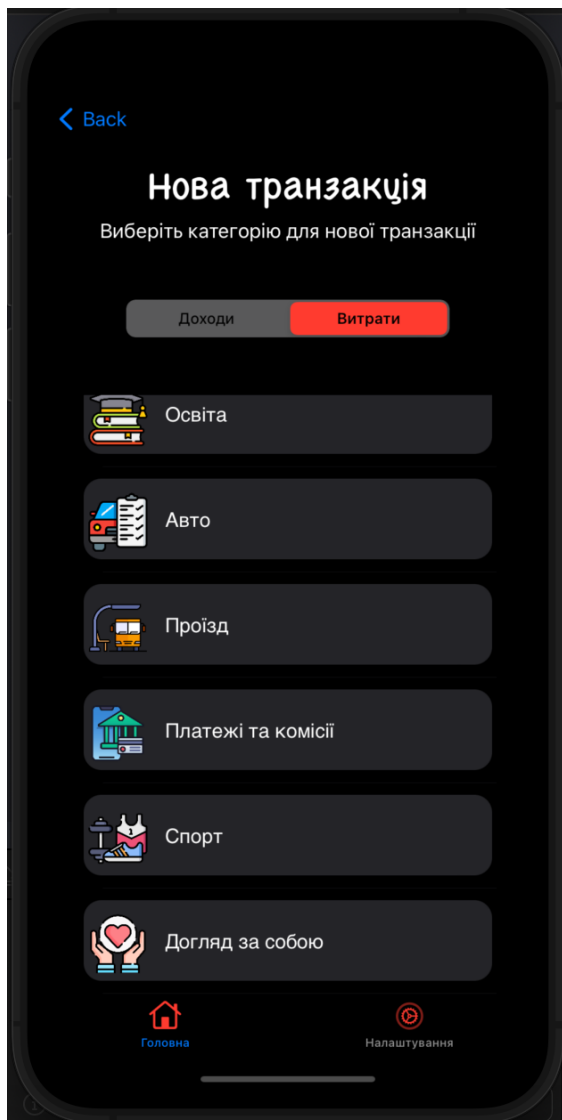 Back
Нова транзакція
Виберіть категорію для нової транзакції
Доходи
Витрати
Освіта
Авто
Проїзд
Платежі та комісії
Спорт
Догляд за собою
Головна
Налаштування